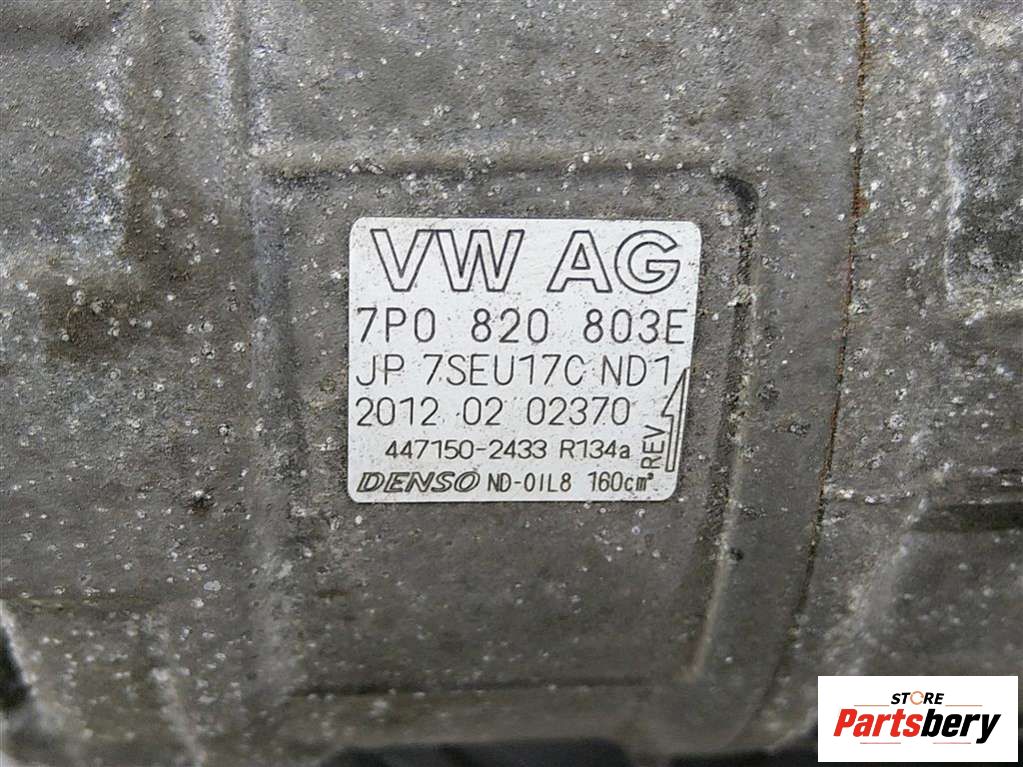 VW AG
7P0 820 803E
JP 7SEU17C ND1
2012 02 02370
447150-2433 R134a
REV
DENSO ND-OIL8 160cm³
STORE
Partsbery